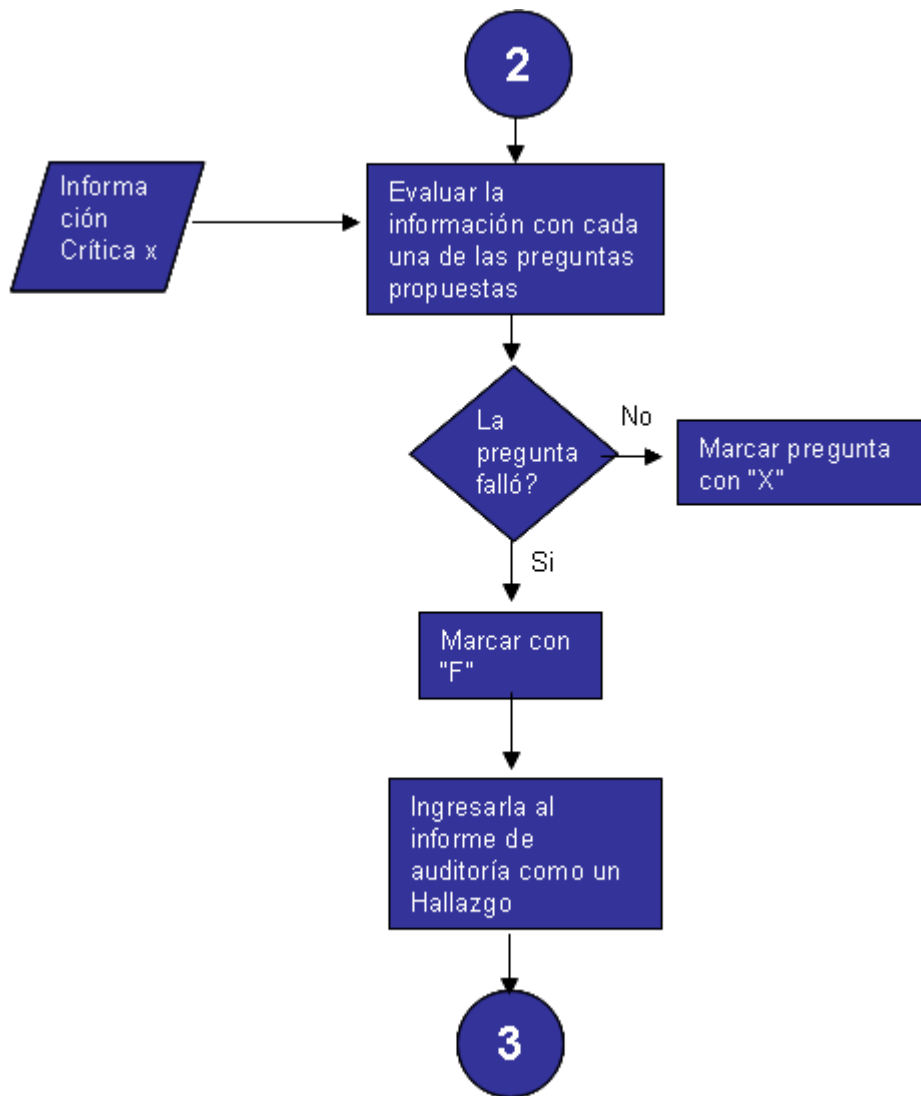 2
Informa
ción
Crítica x
Evaluar la
información con cada
una de las preguntas
propuestas
La
pregunta
falló?
No
Marcar pregunta
con "X"
Si
Marcar con
"F"
Ingresarla al
informe de
auditoría como un
Hallazgo
3